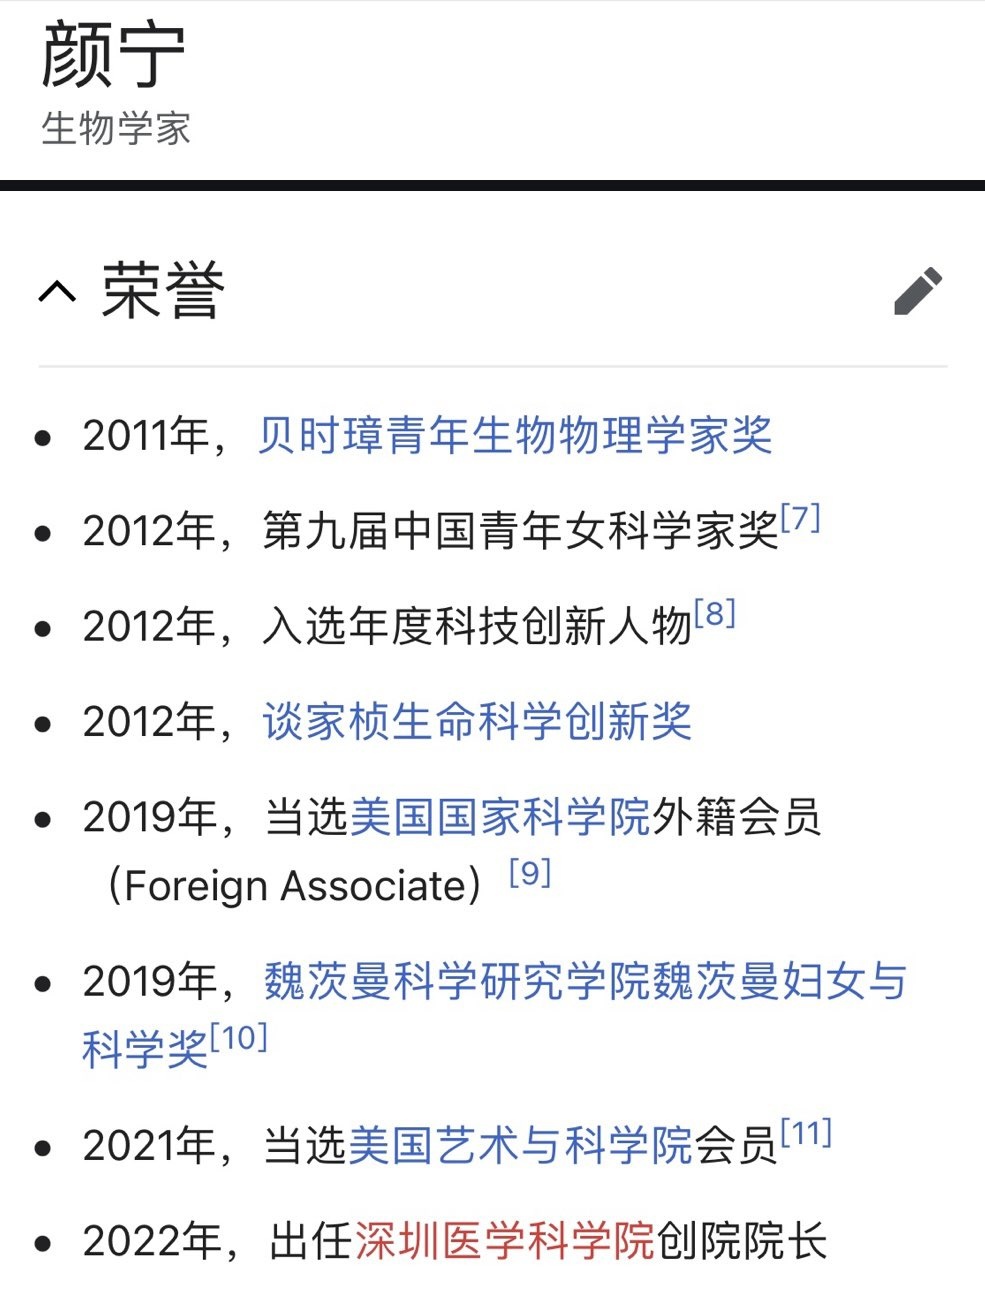 颜宁
生物学家
荣誉
2011年，贝时璋青年生物物理学家奖
2012年，第九届中国青年女科学家奖[7]
2012年，入选年度科技创新人物[8]
2012年，谈家桢生命科学创新奖
2019年，当选美国国家科学院外籍会员
（Foreign Associate）[9]
2019年，魏茨曼科学研究学院魏茨曼妇女与
科学奖[10]
2021年，当选美国艺术与科学院会员[11]
2022年，出任深圳医学科学院创院院长